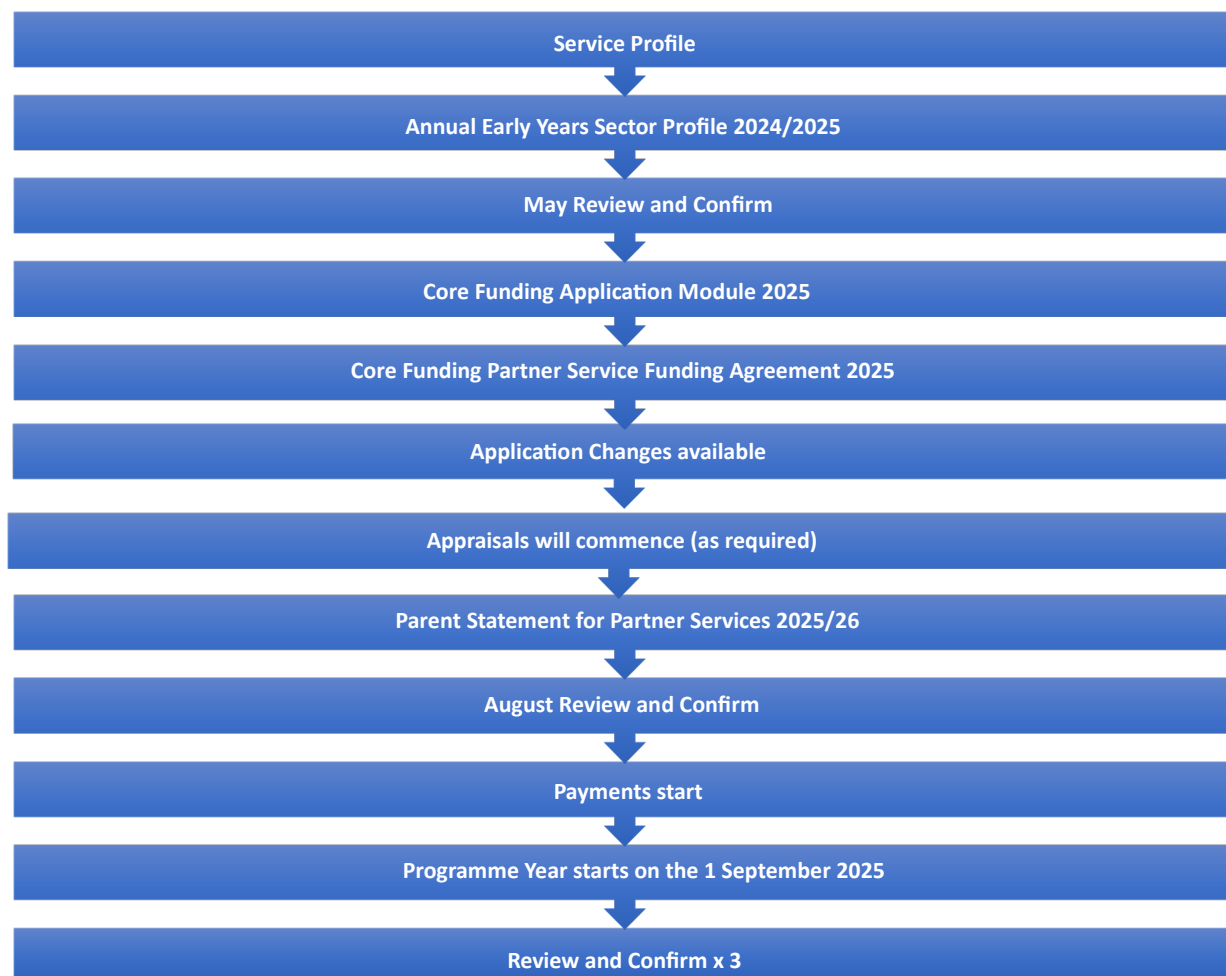 Service Profile
Annual Early Years Sector Profile 2024/2025
May Review and Confirm
Core Funding Application Module 2025
Core Funding Partner Service Funding Agreement 2025
Application Changes available
Appraisals will commence (as required)
Parent Statement for Partner Services 2025/26
August Review and Confirm
Payments start
Programme Year starts on the 1 September 2025
Review and Confirm x 3